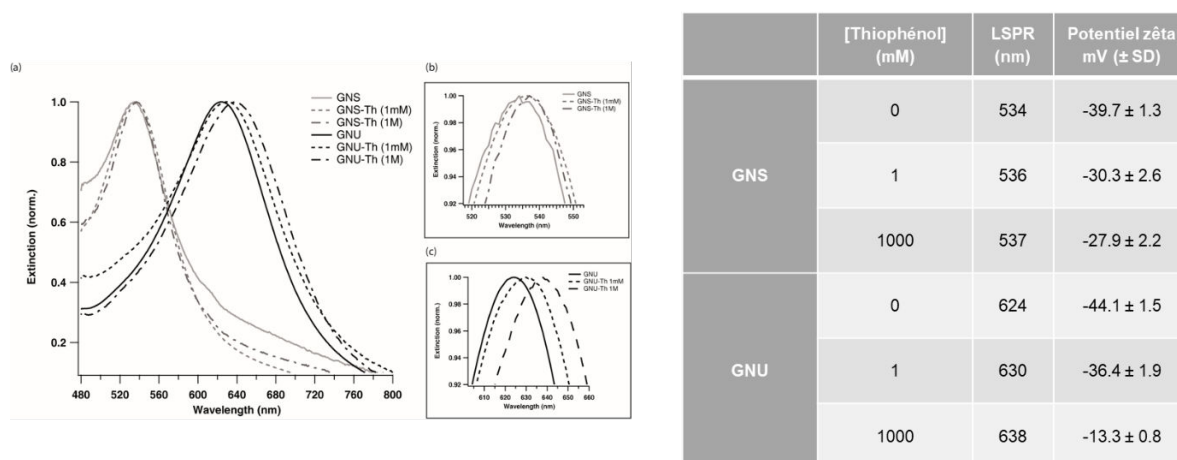 (a)
Extinction (norm.)
1.0
0.8
0.6
0.4
0.2
480 520 560 600 640 680 720 760 800
Wavelength (nm)
GNS
GNS-Th (1mM)
GNS-Th (1M)
GNU
GNU-Th (1mM)
GNU-Th (1M)
(b)
Extinction (norm.)
1.00
0.98
0.96
0.94
0.92
520 530 540 550
Wavelength (nm)
GNS
GNS-Th (1mM)
GNS-Th (1M)
(c)
Extinction (norm.)
1.00
0.98
0.96
0.94
0.92
610 620 630 640 650 660
Wavelength (nm)
GNU
GNU-Th 1mM
GNU-Th 1M
[Thiophénol] LSPR Potentiel zêta
(mM) (nm) mV (± SD)
0 534 -39.7 ± 1.3
GNS 1 536 -30.3 ± 2.6
1000 537 -27.9 ± 2.2
0 624 -44.1 ± 1.5
GNU 1 630 -36.4 ± 1.9
1000 638 -13.3 ± 0.8